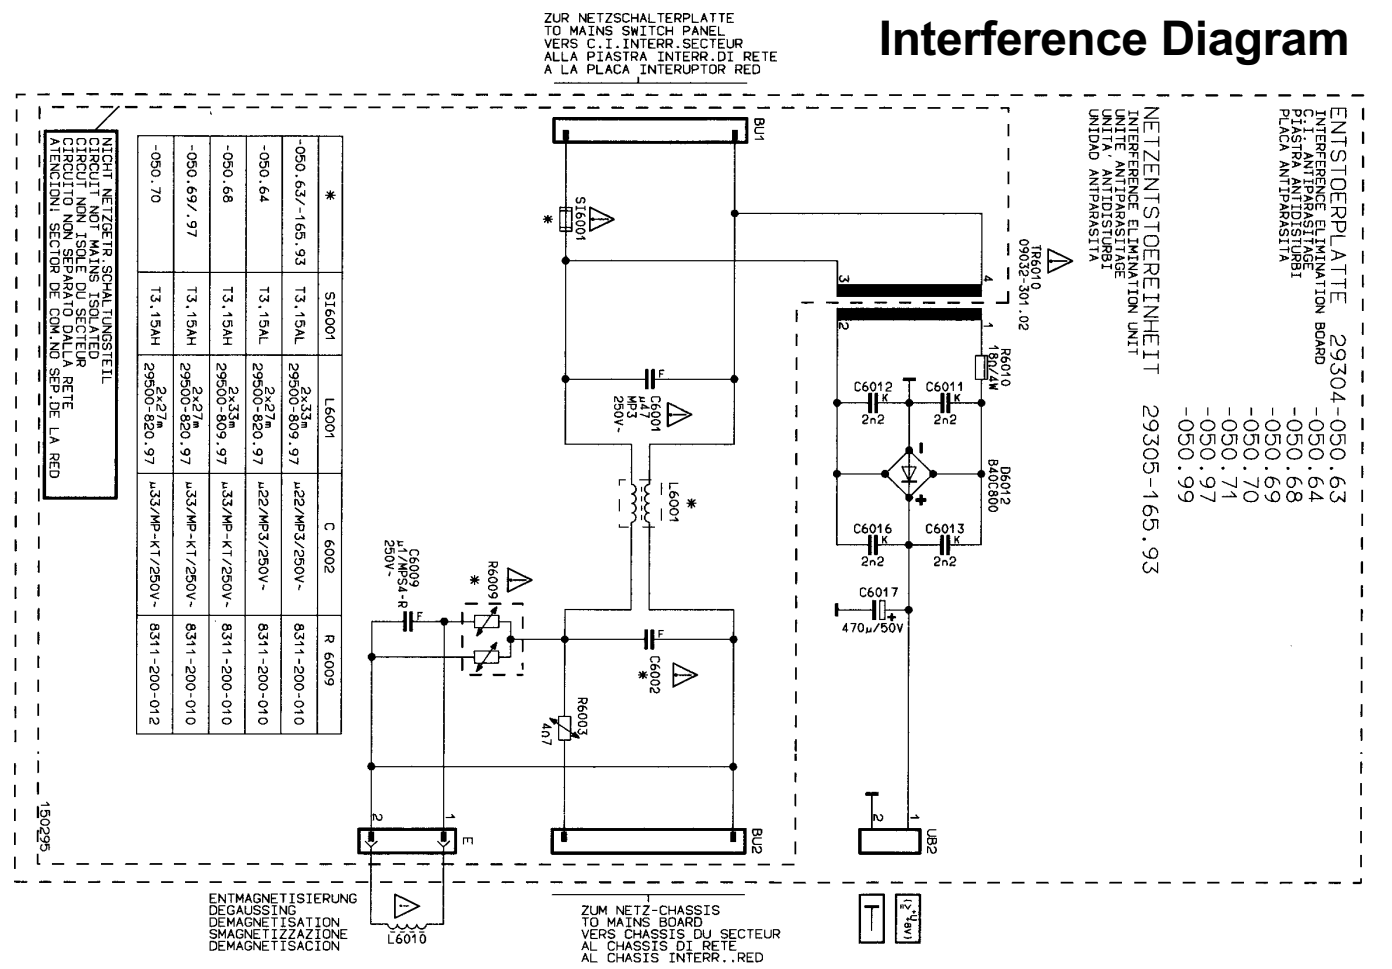 Interference Diagram
ZUR NETZSCHALTERPLATTE
TO MAINS SWITCH PANEL
VERS C.I.INTERR.SECTEUR
ALLA PIASTRA INTERR.DI RETE
A LA PLACA INTERUPTOR RED
ENTSTOERPLATTE 29304-050.63
INTERFERENCE ELIMINATION BOARD -050.64
C.I. ANTIPARASITAGE -050.68
PIASTRA ANTIDISTURBI -050.69
PLACA ANTIPARASITA -050.70
-050.71
-050.97
-050.99
NETZENTSTOEREINHEIT 29305-165.93
INTERFERENCE ELIMINATION UNIT
UNITE ANTIPARASITAGE
UNITA' ANTIDISTURBI
UNIDAD ANTPARASITA
NICHT NETZGETR.SCHALTUNGSTEIL
CIRCUIT NOT MAINS ISOLATED
CIRCUT NON ISOLE DU SECTEUR
CIRCUITO NON SEPARATO DALLA RETE
ATENCION! SECTOR DE COM.NO SEP.DE LA RED
* SI6001 L6001 C 6002 R 6009
-050.63/-165.93 T3.15AL 2x33m 29500-809.97 µ22/MP3/250V~ 8311-200-010
-050.64 T3.15AL 2x27m 29500-820.97 µ22/MP3/250V~ 8311-200-010
-050.68 T3.15AH 2x33m 29500-809.97 µ33/MP-KT/250V~ 8311-200-010
-050.69/.97 T3.15AH 2x27m 29500-820.97 µ33/MP-KT/250V~ 8311-200-010
-050.70 T3.15AH 2x27m 29500-820.97 µ33/MP-KT/250V~ 8311-200-012
BU1
SI6001
*
TR6010
09032-301.02
3
4
2
1
R6010
18Ω/4W
C6012
K
2n2
C6011
K
2n2
D6012
B40C800
-
+
C6016
K
2n2
C6013
K
2n2
C6017
+
470µ/50V
C6001
µ47
MP3
250V~
F
L6001
*
C6009
µ1/MPS4-R
250V~
F
R6009
*
C6002
*
F
R6003
4Ω7
2
1
E
BU2
2
1
UB2
150295
ENTMAGNETISIERUNG
DEGAUSSING
DEMAGNETISATION
SMAGNETIZZAZIONE
DEMAGNETISACION
L6010
ZUM NETZ-CHASSIS
TO MAINS BOARD
VERS CHASSIS DU SECTEUR
AL CHASSIS DI RETE
AL CHASIS INTERR..RED